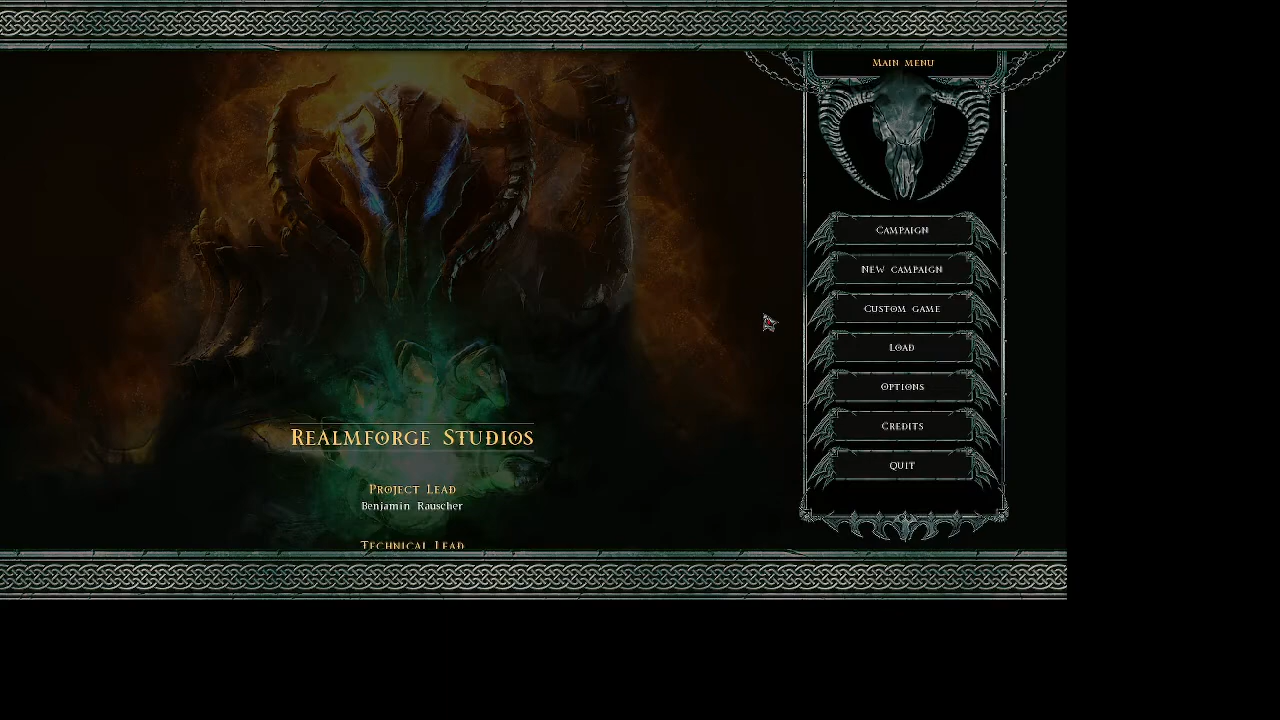 Main menu
Campaign
New campaign
Custom game
Load
Options
Credits
Quit
Realmforge Studios
Project Lead
Benjamin Rauscher
Technical Lead